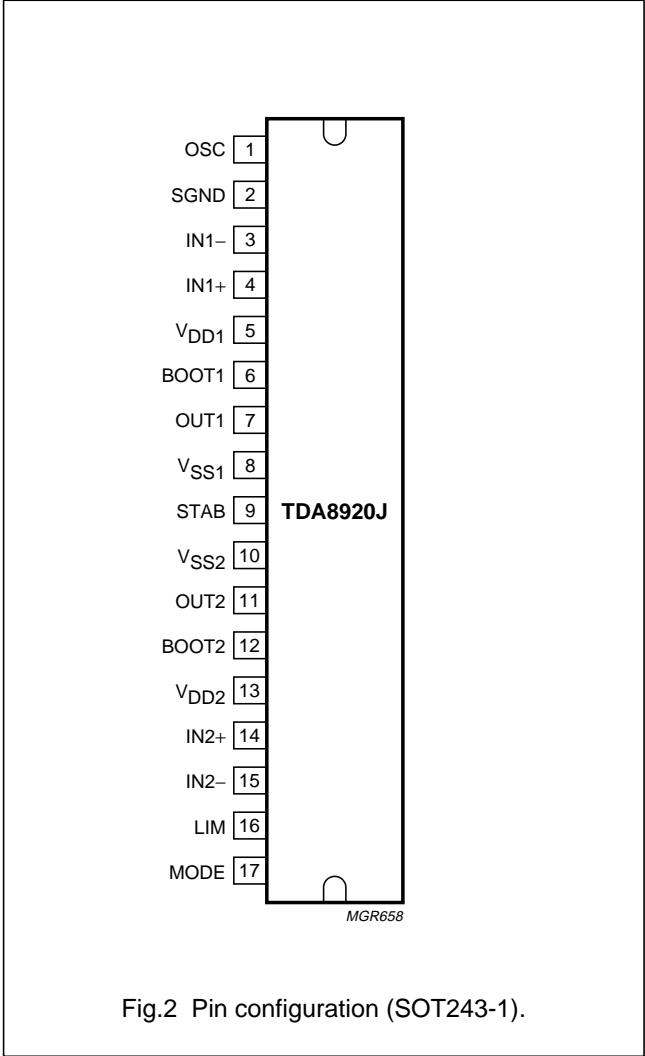 OSC 1
SGND 2
IN1− 3
IN1+ 4
VDD1 5
BOOT1 6
OUT1 7
VSS1 8
STAB 9 TDA8920J
VSS2 10
OUT2 11
BOOT2 12
VDD2 13
IN2+ 14
IN2− 15
LIM 16
MODE 17
MGR658
Fig.2 Pin configuration (SOT243-1).